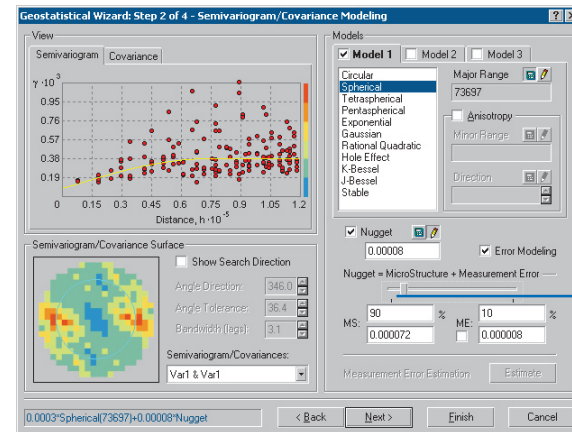 Geostatistical Wizard: Step 2 of 4 - Semivariogram/Covariance Modeling
View
Semivariogram
Covariance
γ·10 3
0.95
0.76
0.57
0.38
0.19
0 0.15 0.3 0.45 0.6 0.75 0.9 1.05 1.2
Distance, h·10 -5
Semivariogram/Covariance Surface
Show Search Direction
Angle Direction: 346.0
Angle Tolerance: 36.4
Bandwidth (lags): 3.1
Semivariogram/Covariances:
Var1 & Var1
Models
Model 1
Model 2
Model 3
Circular
Spherical
Tetraspherical
Pentaspherical
Exponential
Gaussian
Rational Quadratic
Hole Effect
K-Bessel
J-Bessel
Stable
Major Range
73697
Anisotropy
Minor Range
Direction
Nugget
0.00008
Error Modeling
Nugget = MicroStructure + Measurement Error
MS: 90 % ME: 10 %
0.000072 0.000008
Measurement Error Estimation Estimate
0.0003*Spherical(73697)+0.00008*Nugget
< Back Next > Finish Cancel